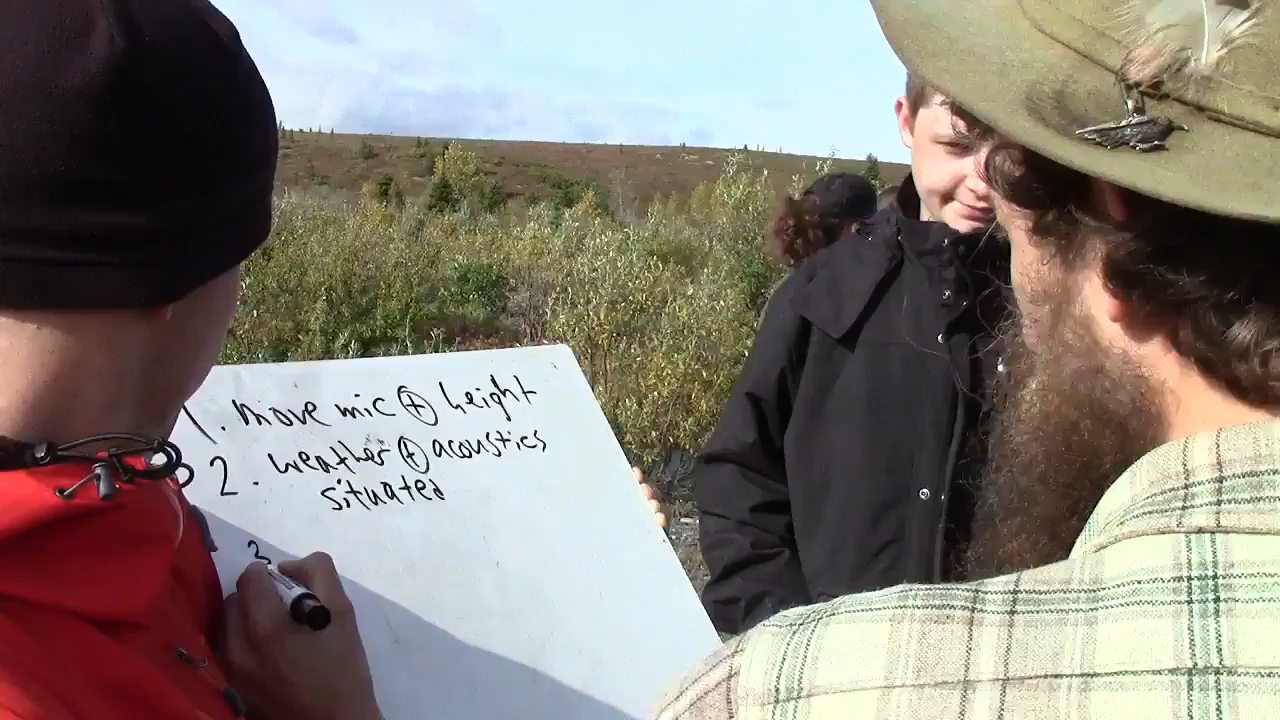 1. move mic ⊕ height
2. weather ⊕ acoustics
situated
3